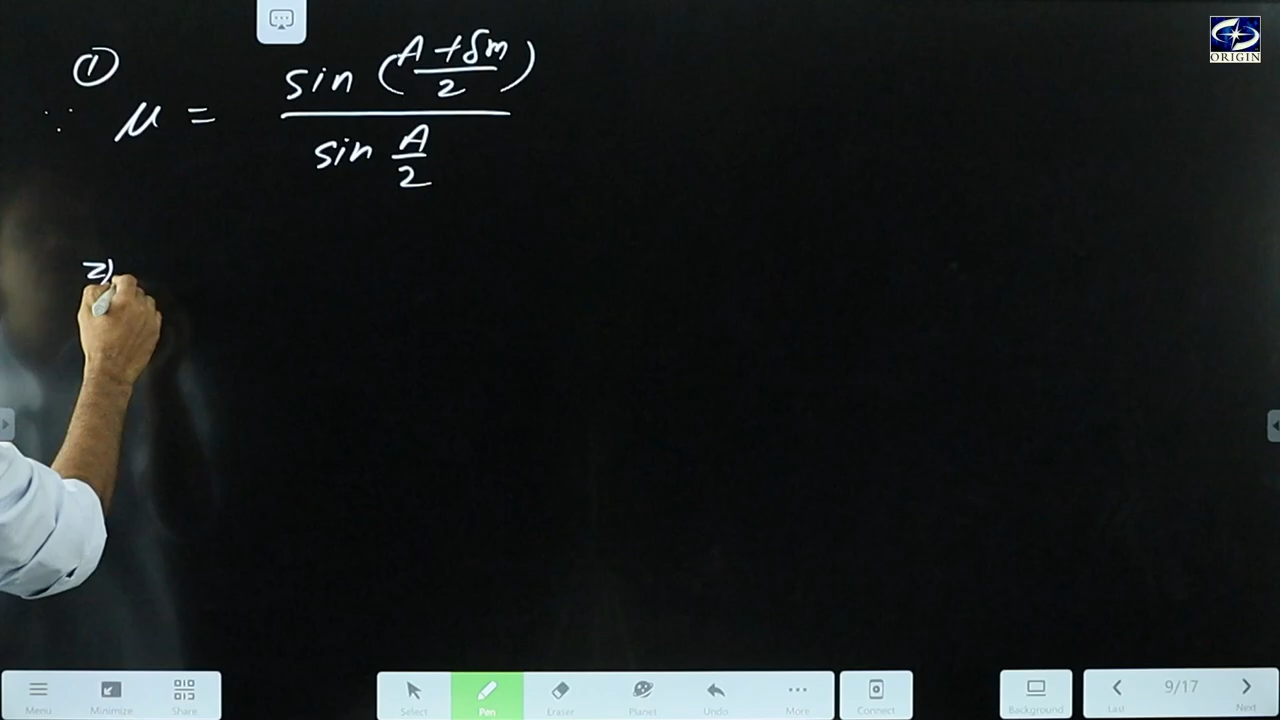 ①
∵ μ = sin (A + δm / 2) / sin A/2
2)
ORIGIN
Menu
Minimize
Share
Select
Pen
Eraser
Planet
Undo
More
Connect
Background
Last
9/17
Next